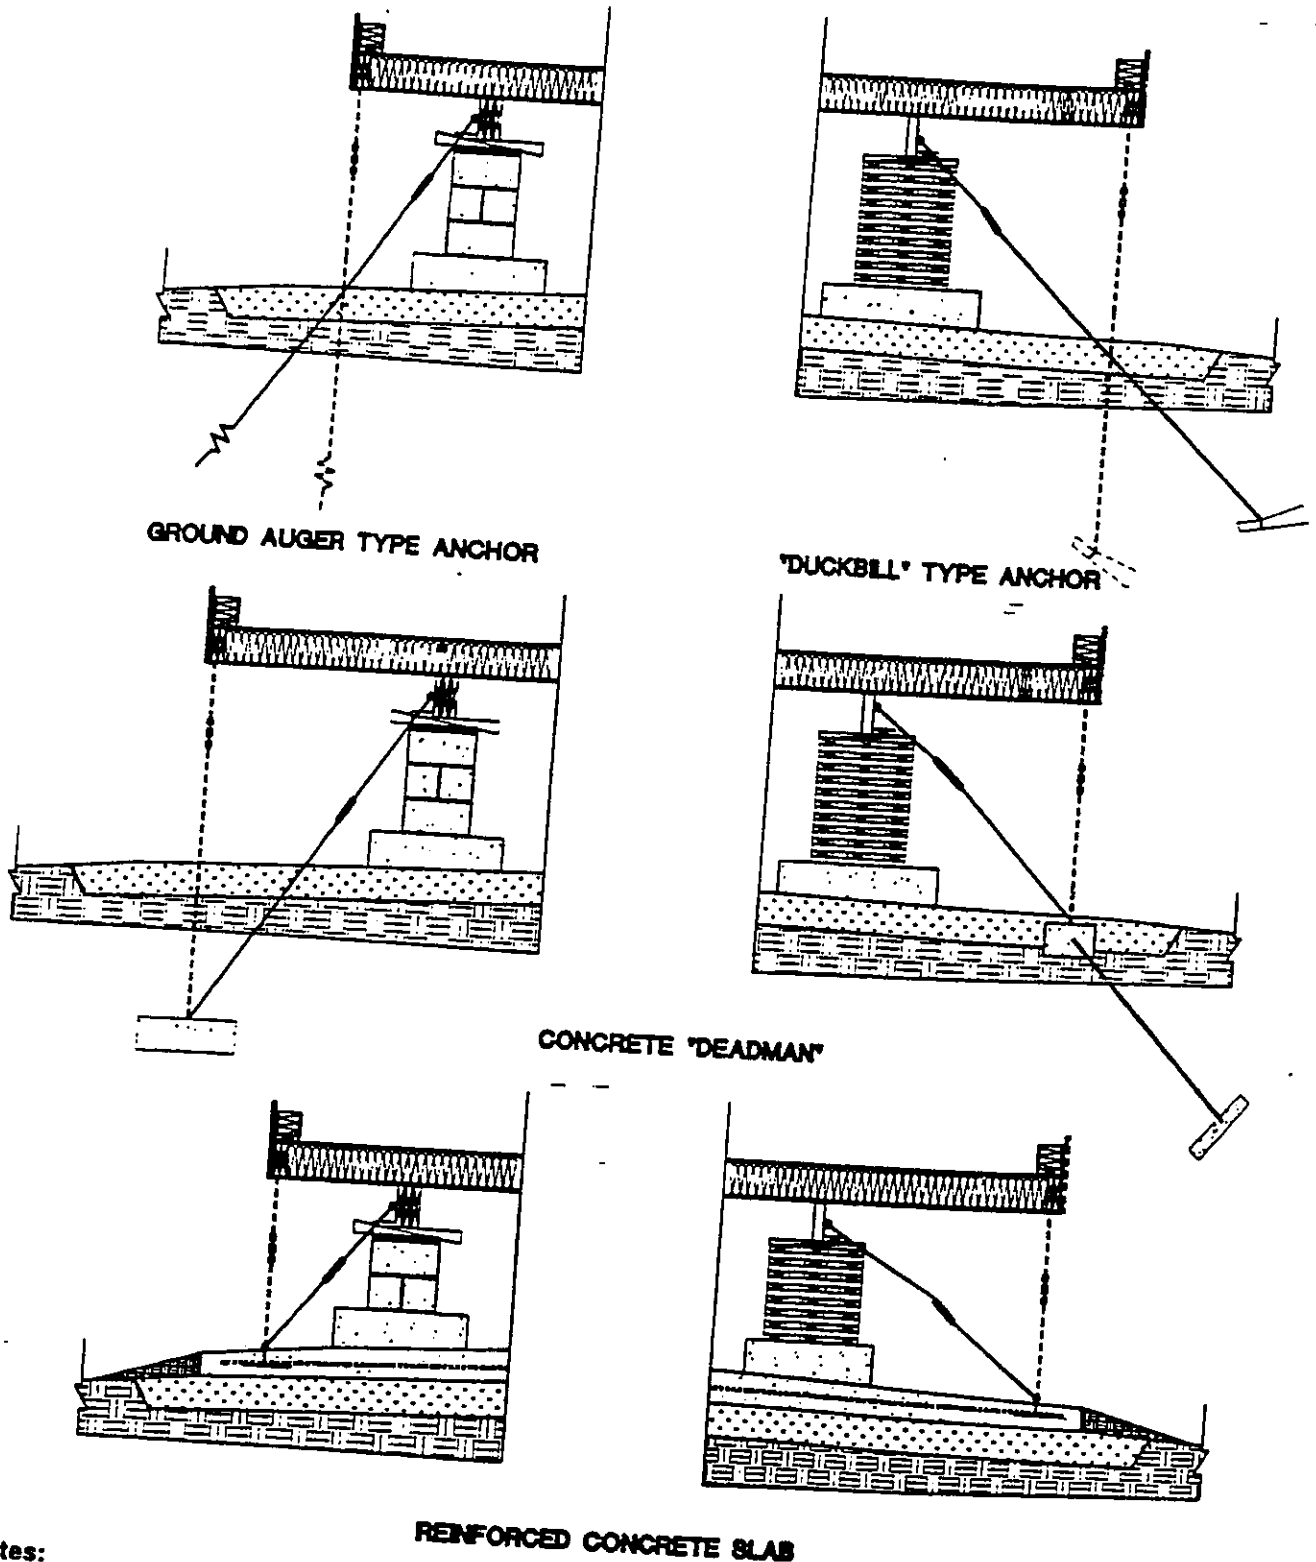 GROUND AUGER TYPE ANCHOR
"DUCKBILL" TYPE ANCHOR
CONCRETE "DEADMAN"
REINFORCED CONCRETE SLAB
tes: